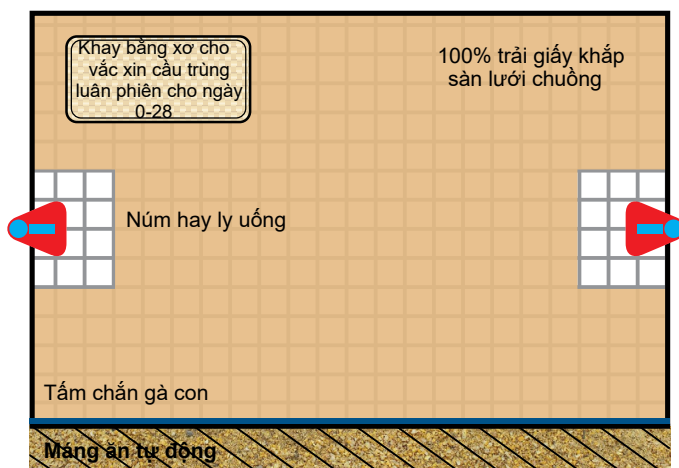 Khay bằng xơ cho
vắc xin cầu trùng
luân phiên cho ngày
0-28
100% trải giấy khắp
sàn lưới chuồng
Núm hay ly uống
Tấm chắn gà con
Máng ăn tự động